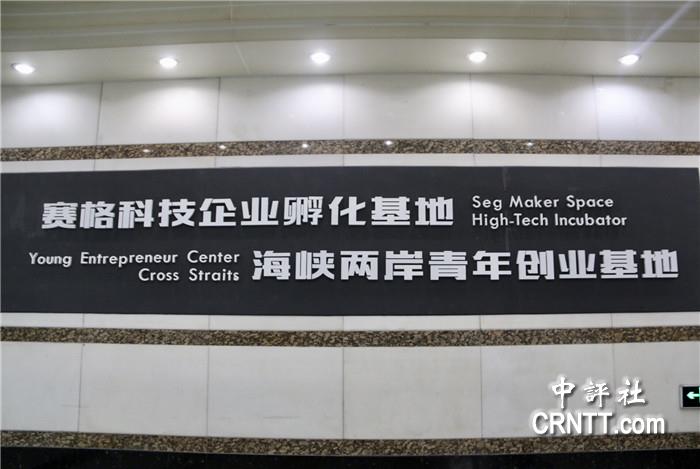 赛格科技企业孵化基地
Seg Maker Space
High-Tech Incubator
Young Entrepreneur Center
Cross Straits
海峡两岸青年创业基地
中評社
CRNTT.com